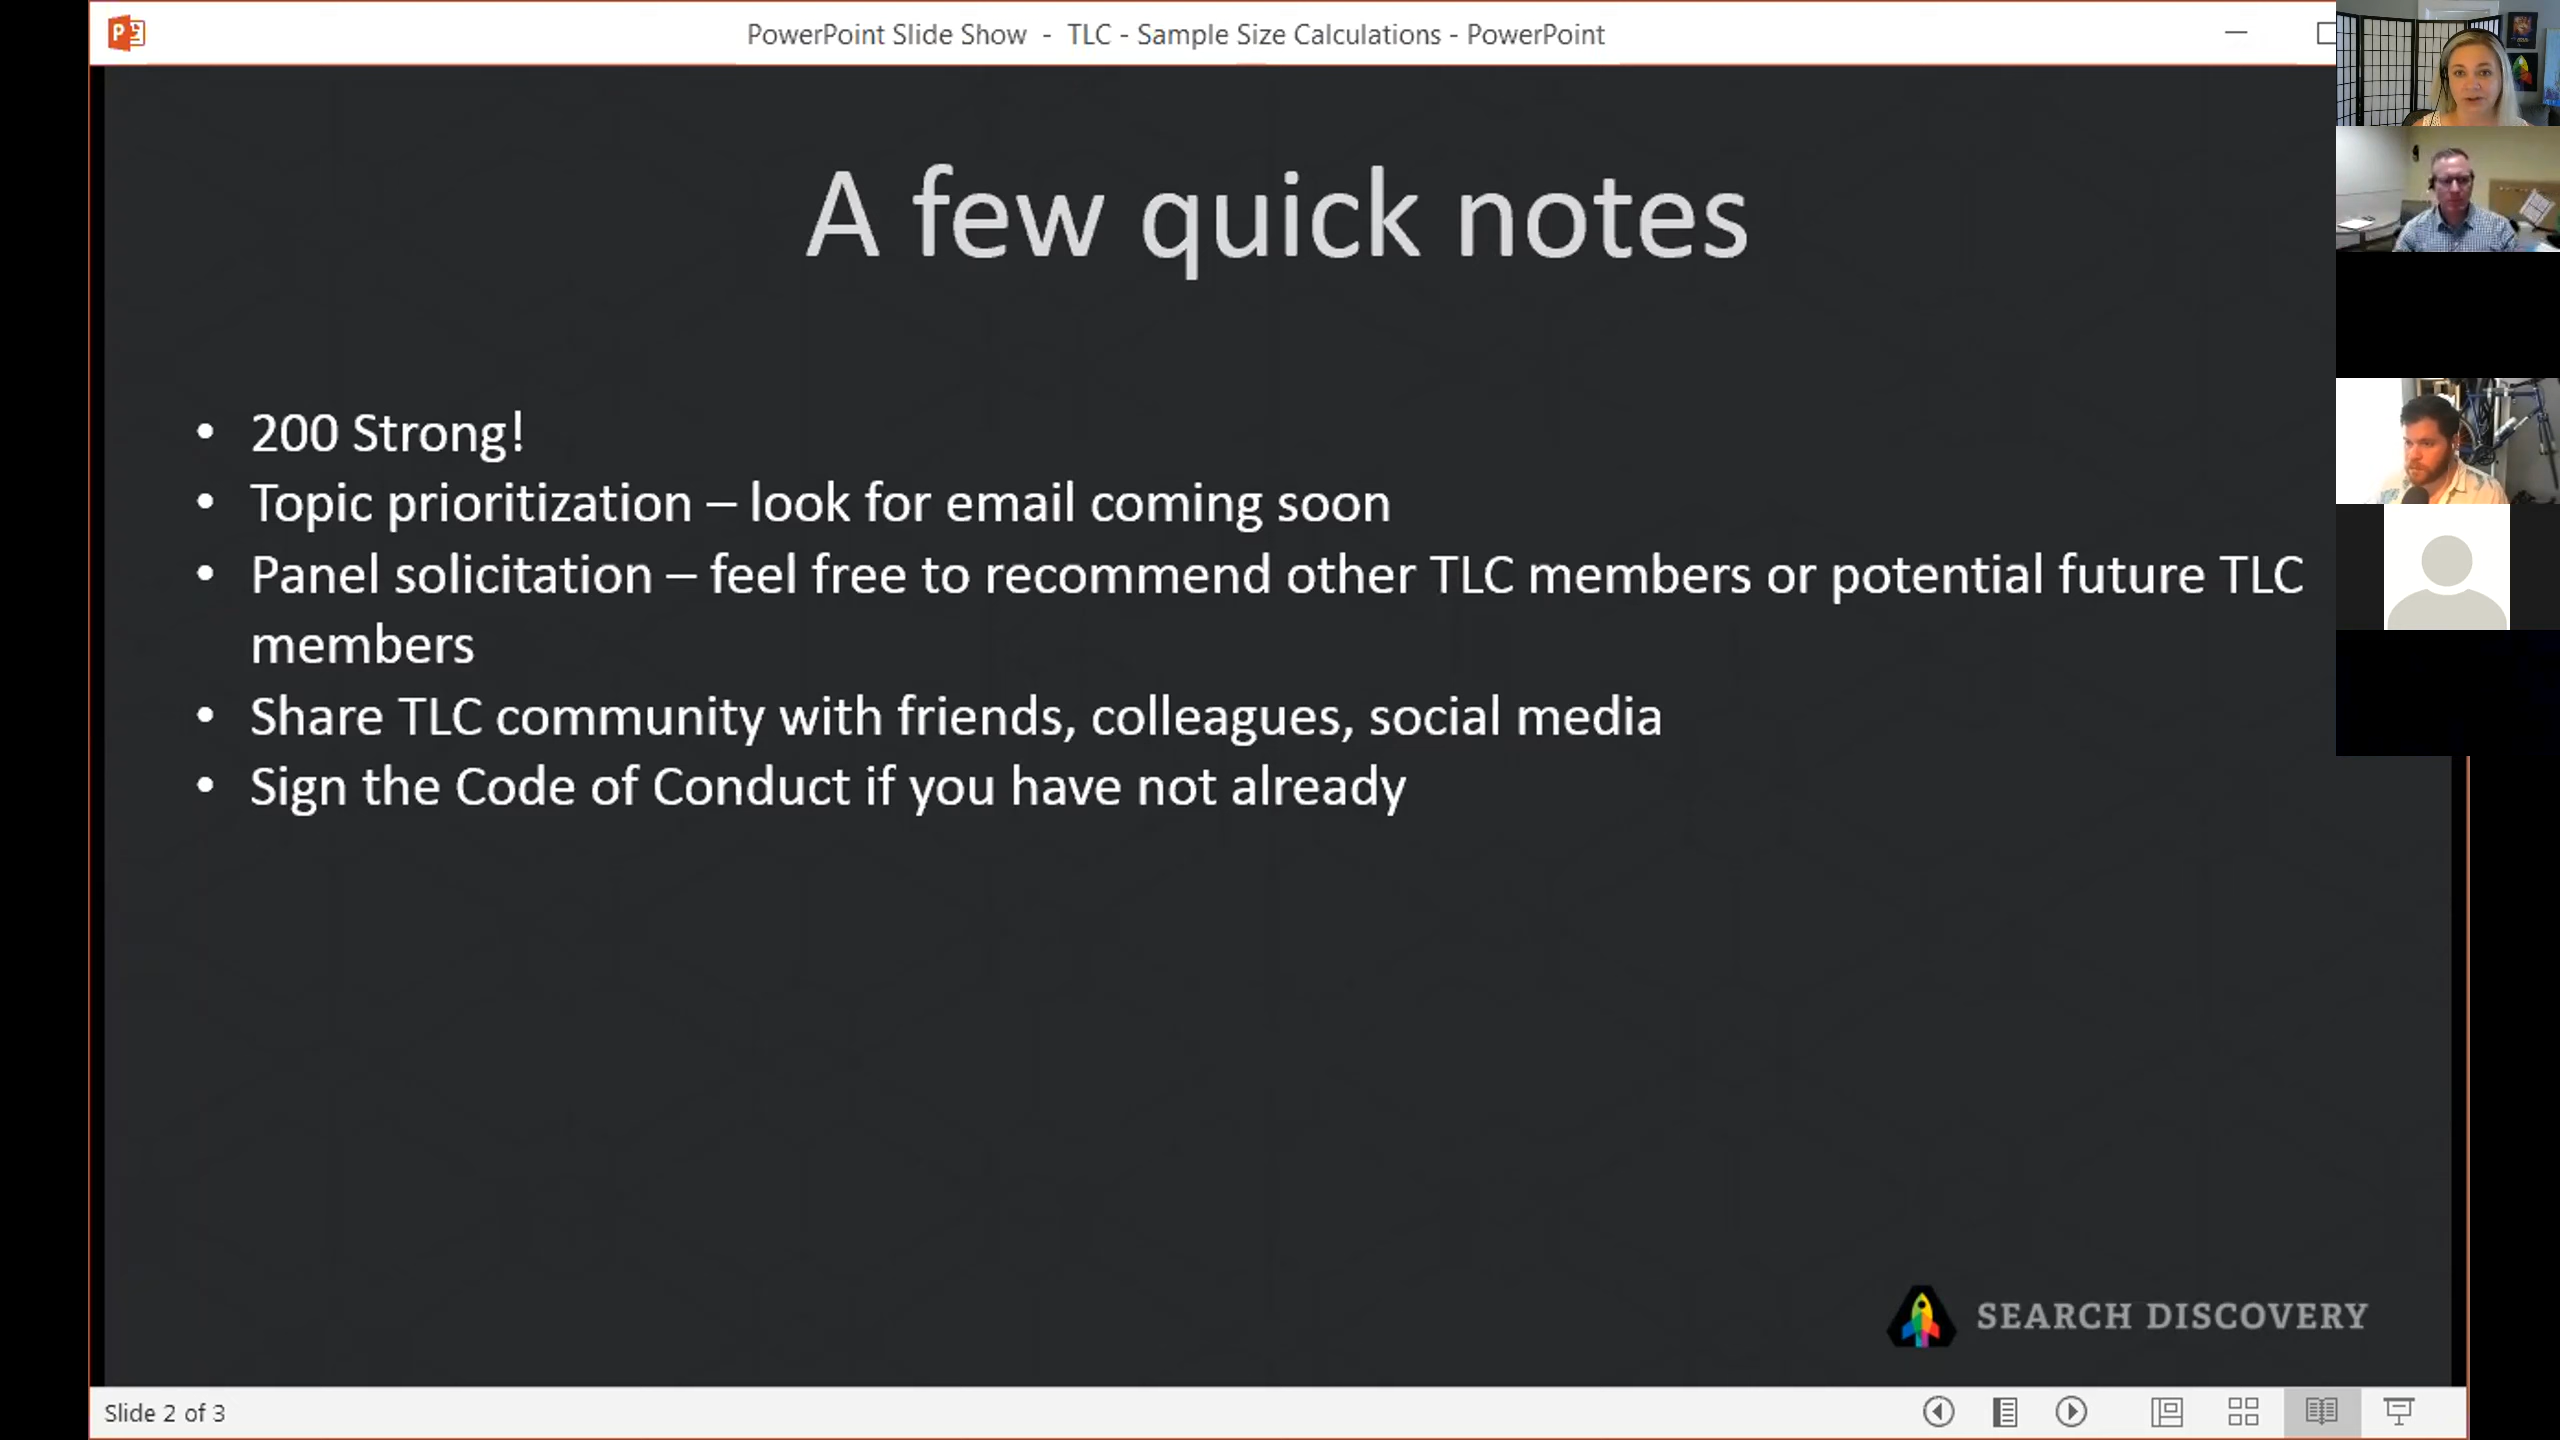 PowerPoint Slide Show - TLC - Sample Size Calculations - PowerPoint
A few quick notes
• 200 Strong!
• Topic prioritization – look for email coming soon
• Panel solicitation – feel free to recommend other TLC members or potential future TLC
members
• Share TLC community with friends, colleagues, social media
• Sign the Code of Conduct if you have not already
SEARCH DISCOVERY
Slide 2 of 3